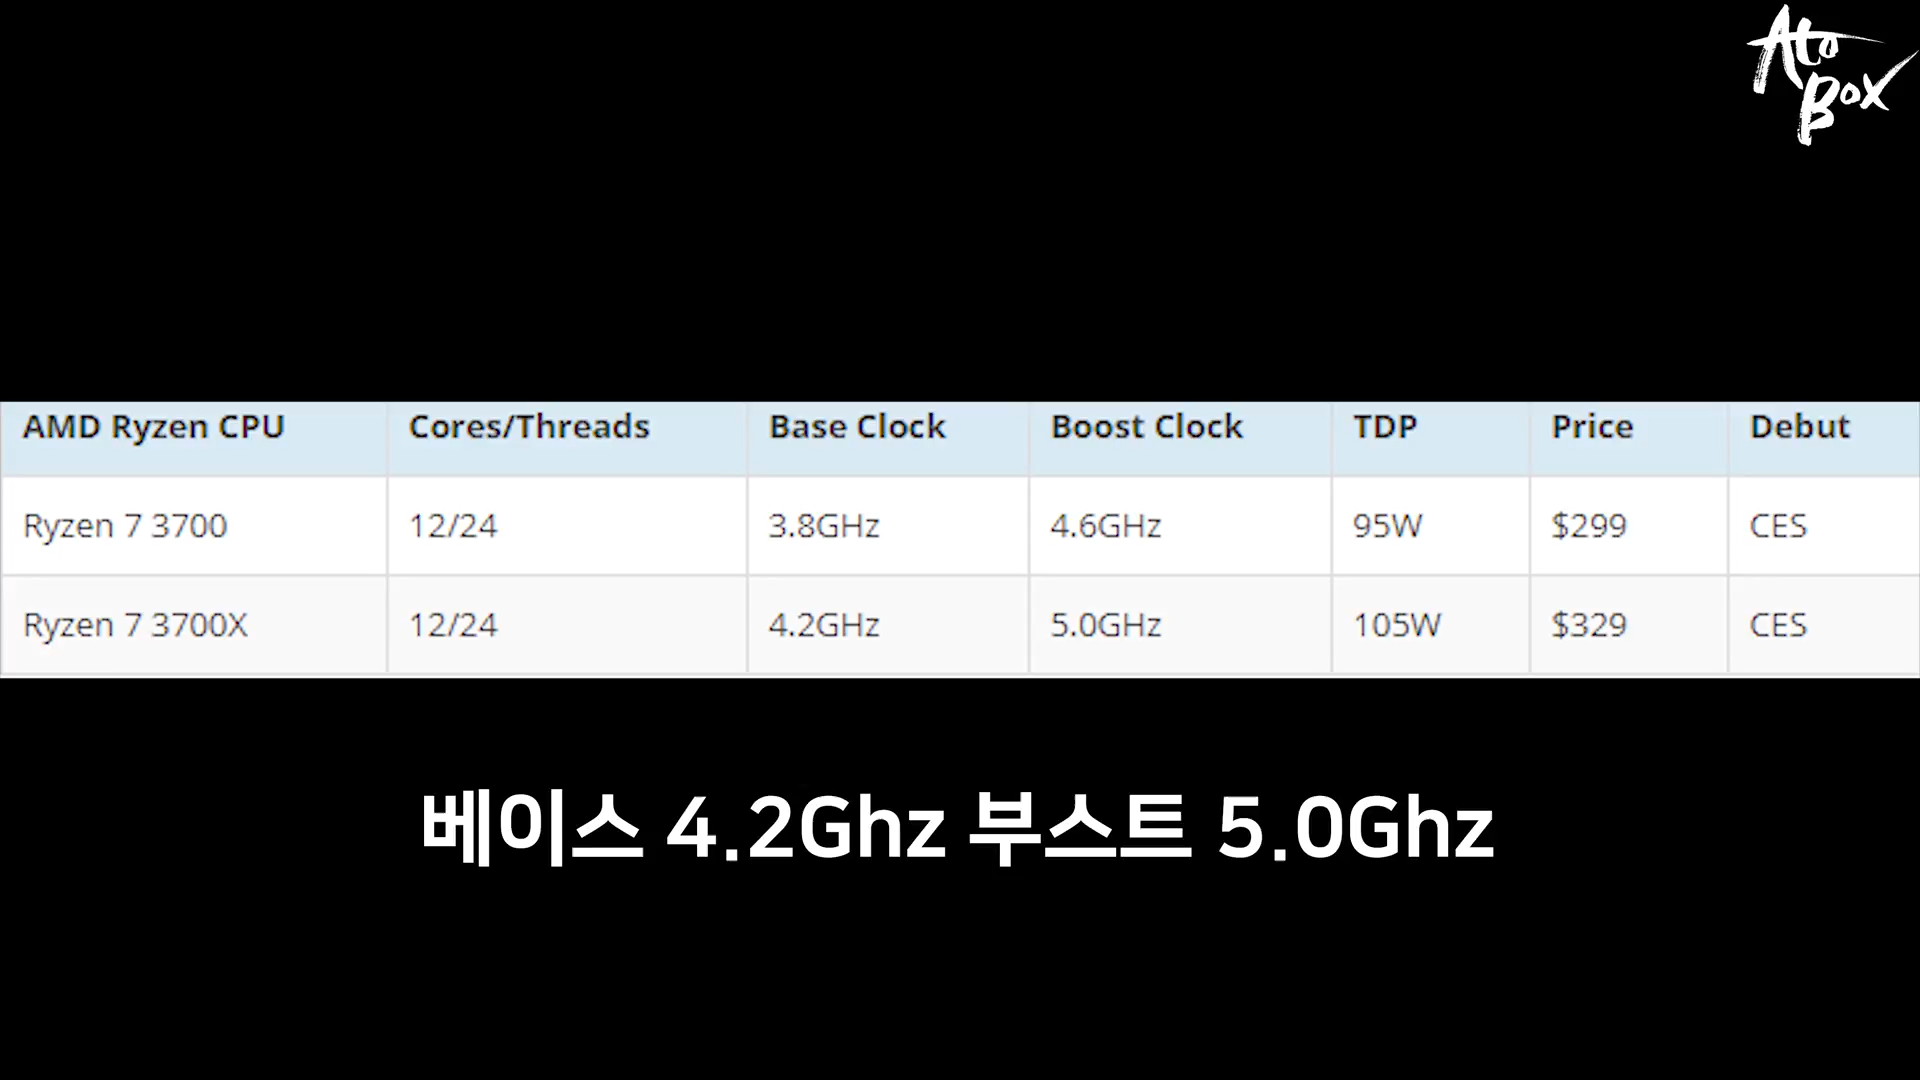 Ato
Box
AMD Ryzen CPU Cores/Threads Base Clock Boost Clock TDP Price Debut
Ryzen 7 3700 12/24 3.8GHz 4.6GHz 95W $299 CES
Ryzen 7 3700X 12/24 4.2GHz 5.0GHz 105W $329 CES
베이스 4.2Ghz 부스트 5.0Ghz